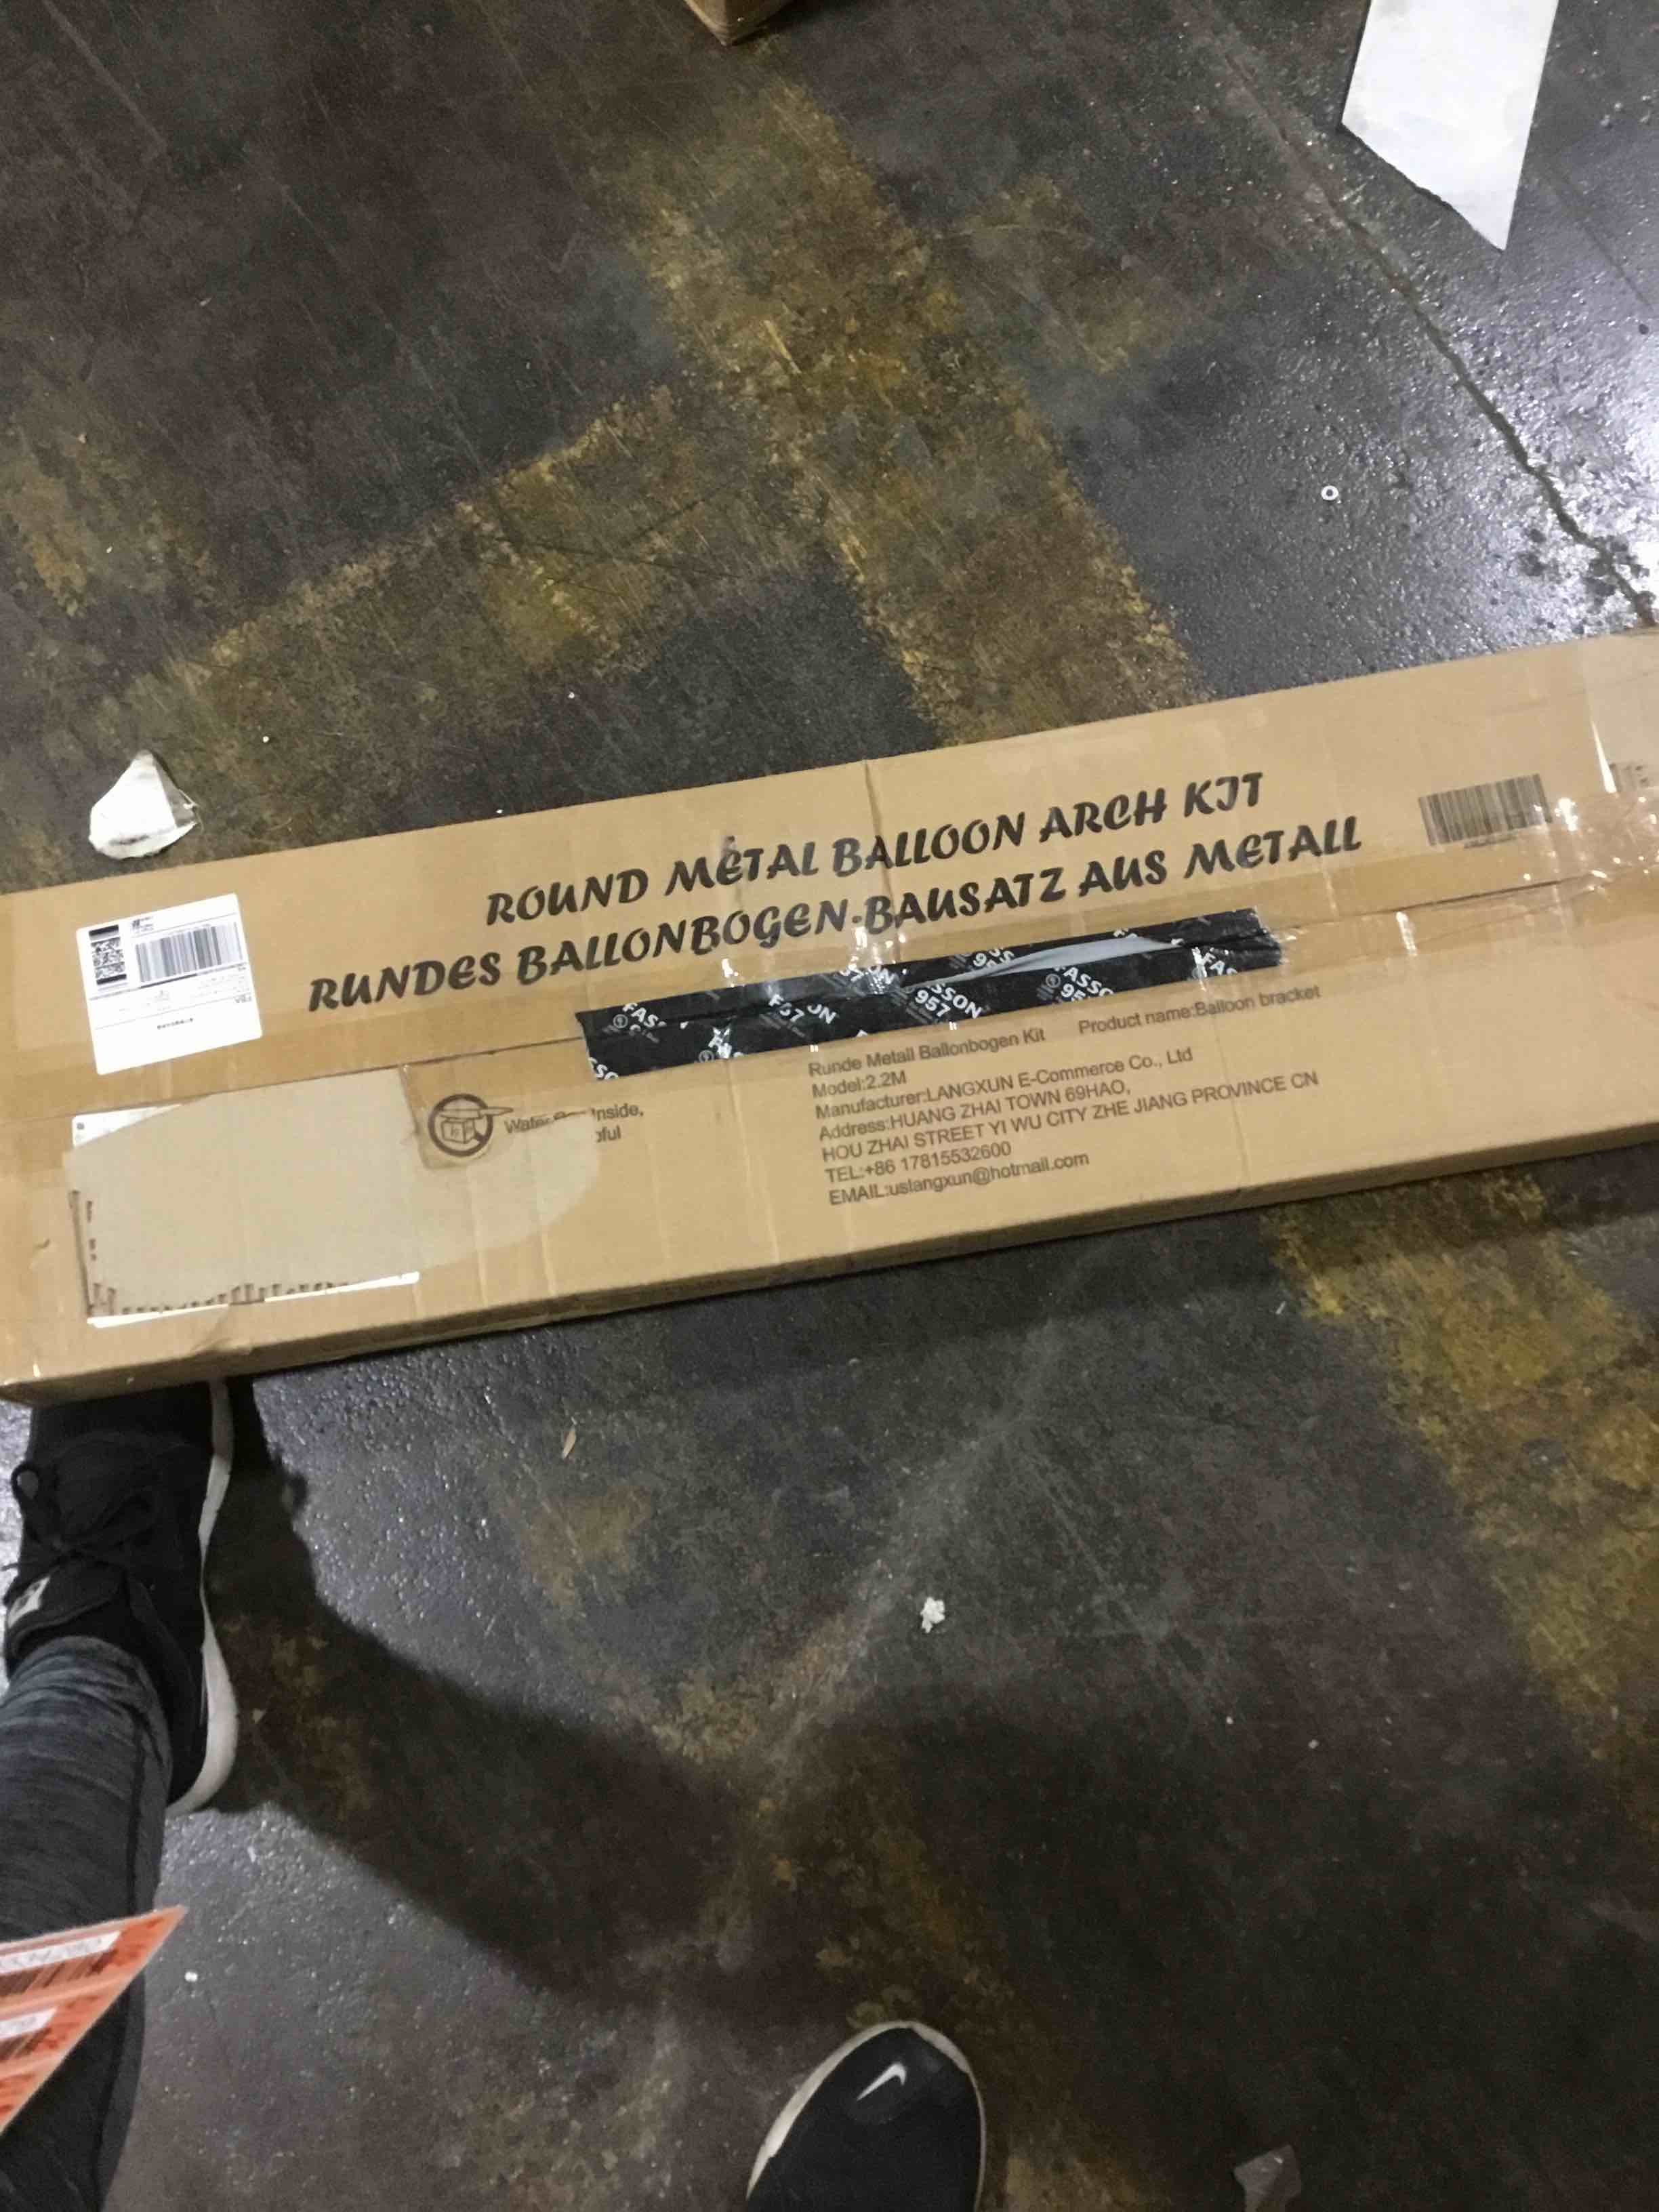 ROUND METAL BALLOON ARCH KIT
RUNDES BALLONBOGEN-BAUSATZ AUS METALL
FASSON
957
Runde Metall Ballonbogen Kit Product name:Balloon bracket
Model:2.2M
Manufacturer:LANGXUN E-Commerce Co., Ltd
Address:HUANG ZHAI TOWN 69HAO,
HOU ZHAI STREET YI WU CITY ZHE JIANG PROVINCE CN
TEL:+86 17815532600
EMAIL:uslangxun@hotmail.com
Inside,
FBA